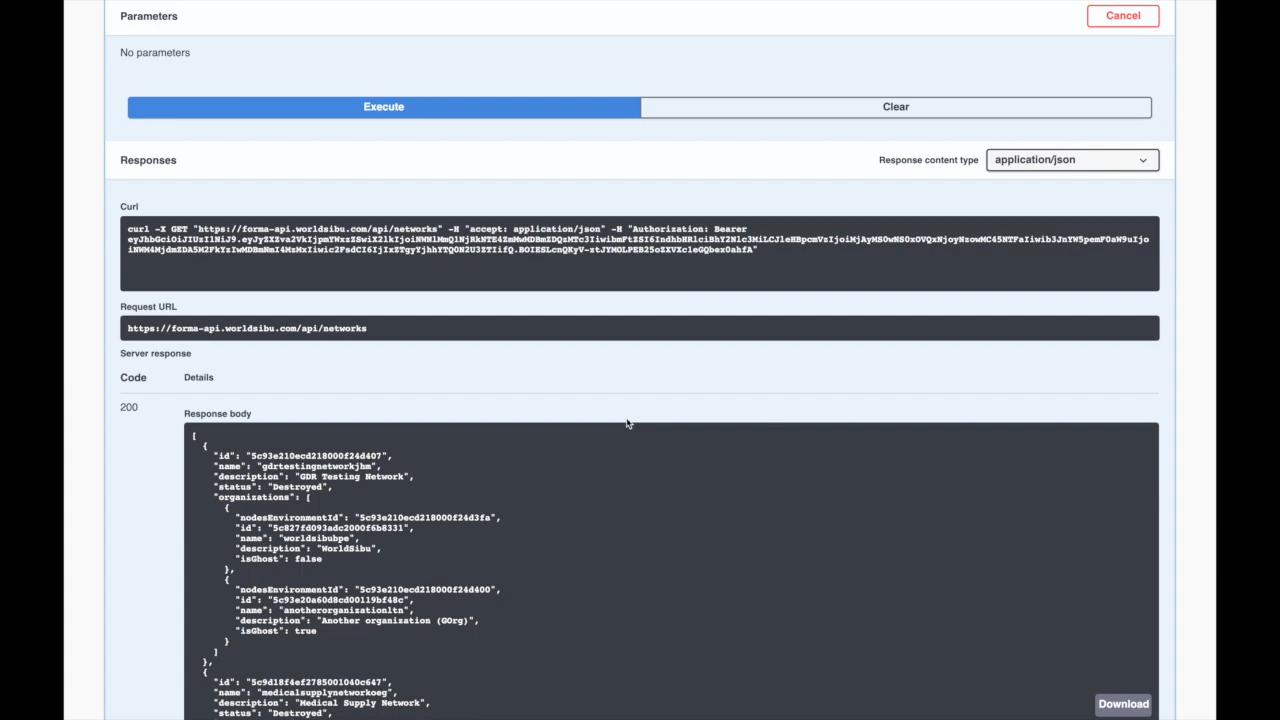 Parameters
Cancel
No parameters
Execute
Clear
Responses
Response content type
application/json
Curl
curl -X GET "https://forma-api.worldsibu.com/api/networks" -H "accept: application/json" -H "Authorization: Bearer
Request URL
https://forma-api.worldsibu.com/api/networks
Server response
Code
Details
200
Response body
[
{
"id": "5c93e210ecd218000f24d407",
"name": "gdrtestingnetworkjhm",
"description": "GDR Testing Network",
"status": "Destroyed",
"organizations": [
{
"nodesEnvironmentId": "5c93e210ecd218000f24d3fa",
"id": "5c827fd093adc2000f6b8331",
"name": "worldsibubpe",
"description": "WorldSibu",
"isGhost": false
},
{
"nodesEnvironmentId": "5c93e210ecd218000f24d400",
"id": "5c93e20a60d8cd00119bf48c",
"name": "anotherorganizationltn",
"description": "Another organization (GOrg)",
"isGhost": true
}
]
},
{
"id": "5c9d18f4ef2785001040c647",
"name": "medicalsupplynetworkoeg",
"description": "Medical Supply Network",
"status": "Destroyed",
Download